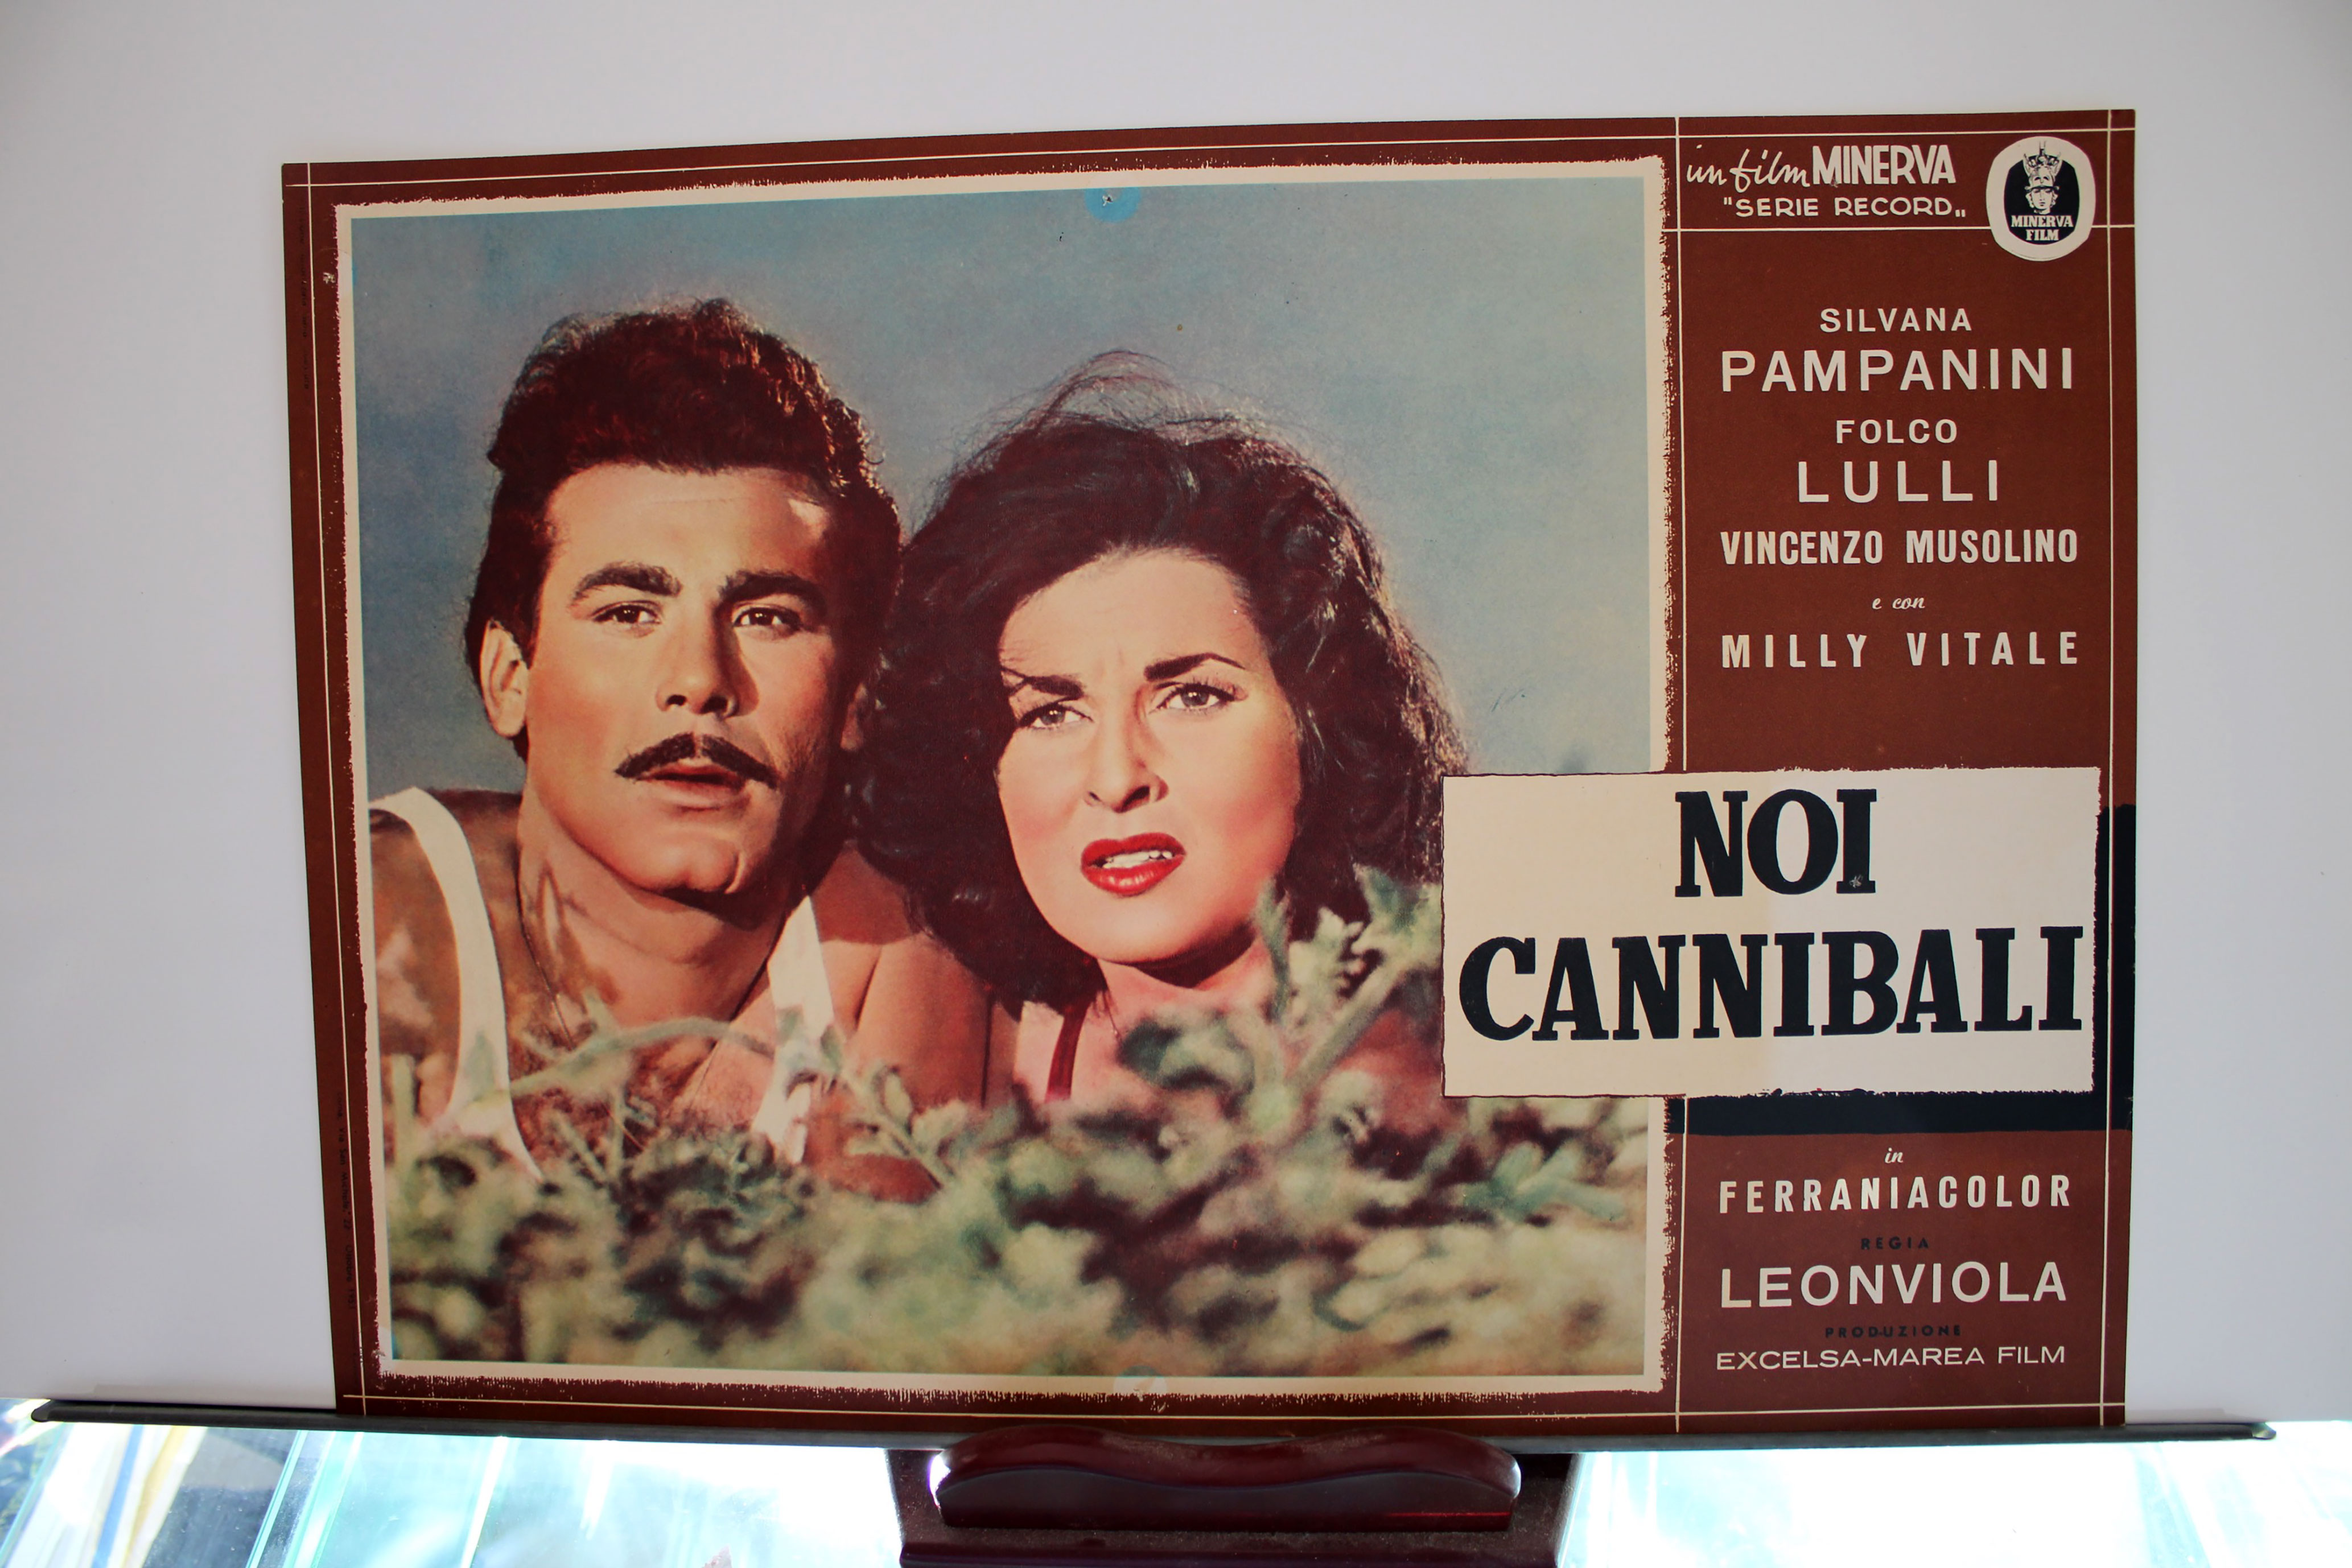 un film MINERVA
"SERIE RECORD„
MINERVA
FILM
SILVANA
PAMPANINI
FOLCO
LULLI
VINCENZO MUSOLINO
e con
MILLY VITALE
NOI
CANNIBALI
in
FERRANIACOLOR
REGIA
LEONVIOLA
PRODUZIONE
EXCELSA-MAREA FILM